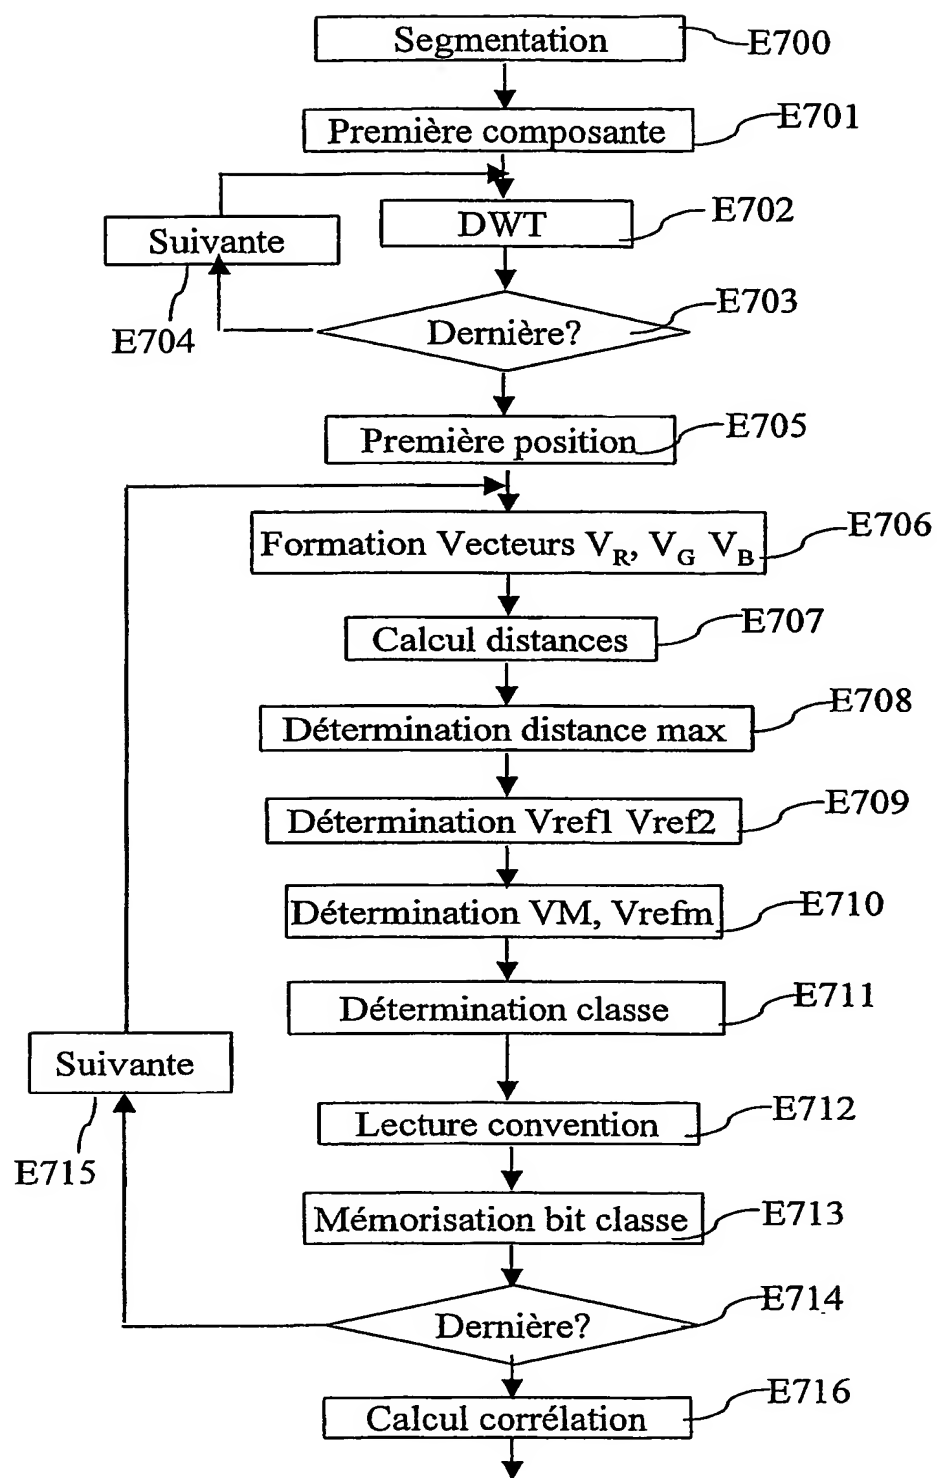 Segmentation
E700
Première composante
E701
DWT
E702
Suivante
E704
Dernière?
E703
Première position
E705
Formation Vecteurs V_R, V_G V_B
E706
Calcul distances
E707
Détermination distance max
E708
Détermination Vref1 Vref2
E709
Détermination VM, Vrefm
E710
Détermination classe
E711
Suivante
E715
Lecture convention
E712
Mémorisation bit classe
E713
Dernière?
E714
Calcul corrélation
E716